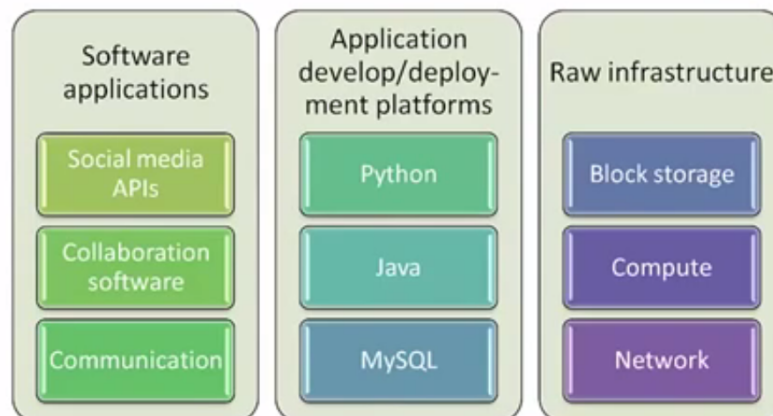 Software
applications
Social media
APIs
Collaboration
software
Communication
Application
develop/deploy-
ment platforms
Python
Java
MySQL
Raw infrastructure
Block storage
Compute
Network